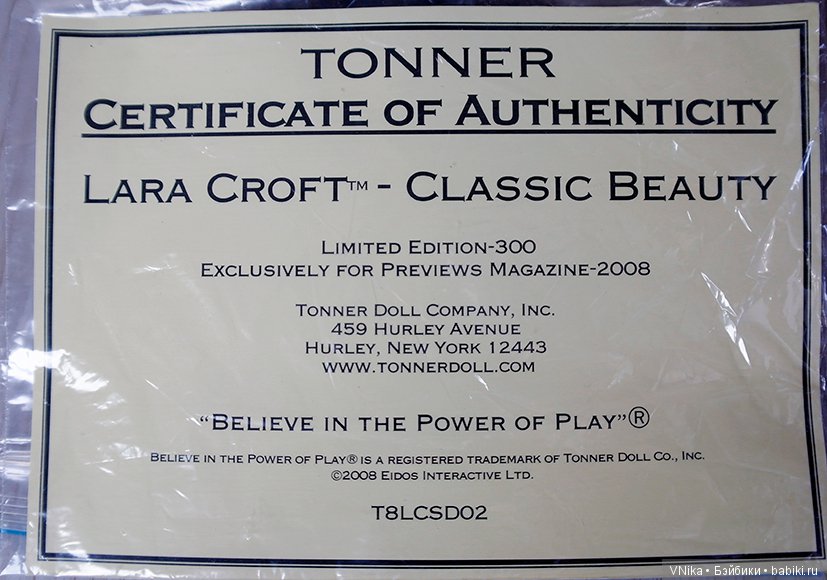 TONNER
CERTIFICATE OF AUTHENTICITY
LARA CROFT™ - CLASSIC BEAUTY
LIMITED EDITION-300
EXCLUSIVELY FOR PREVIEWS MAGAZINE-2008
TONNER DOLL COMPANY, INC.
459 HURLEY AVENUE
HURLEY, NEW YORK 12443
WWW.TONNERDOLL.COM
“BELIEVE IN THE POWER OF PLAY”®
BELIEVE IN THE POWER OF PLAY® IS A REGISTERED TRADEMARK OF TONNER DOLL CO., INC.
©2008 EIDOS INTERACTIVE LTD.
T8LCSD02
VNika • Бэйбики • babiki.ru